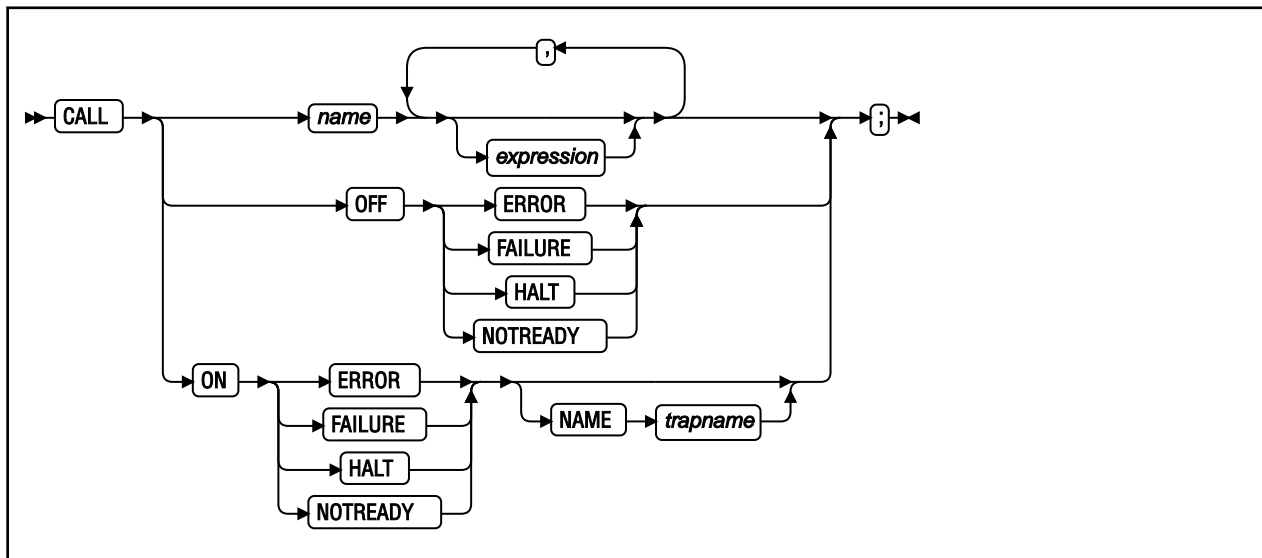 ,
CALL name ;
expression
OFF ERROR
FAILURE
HALT
NOTREADY
ON ERROR
FAILURE NAME trapname
HALT
NOTREADY